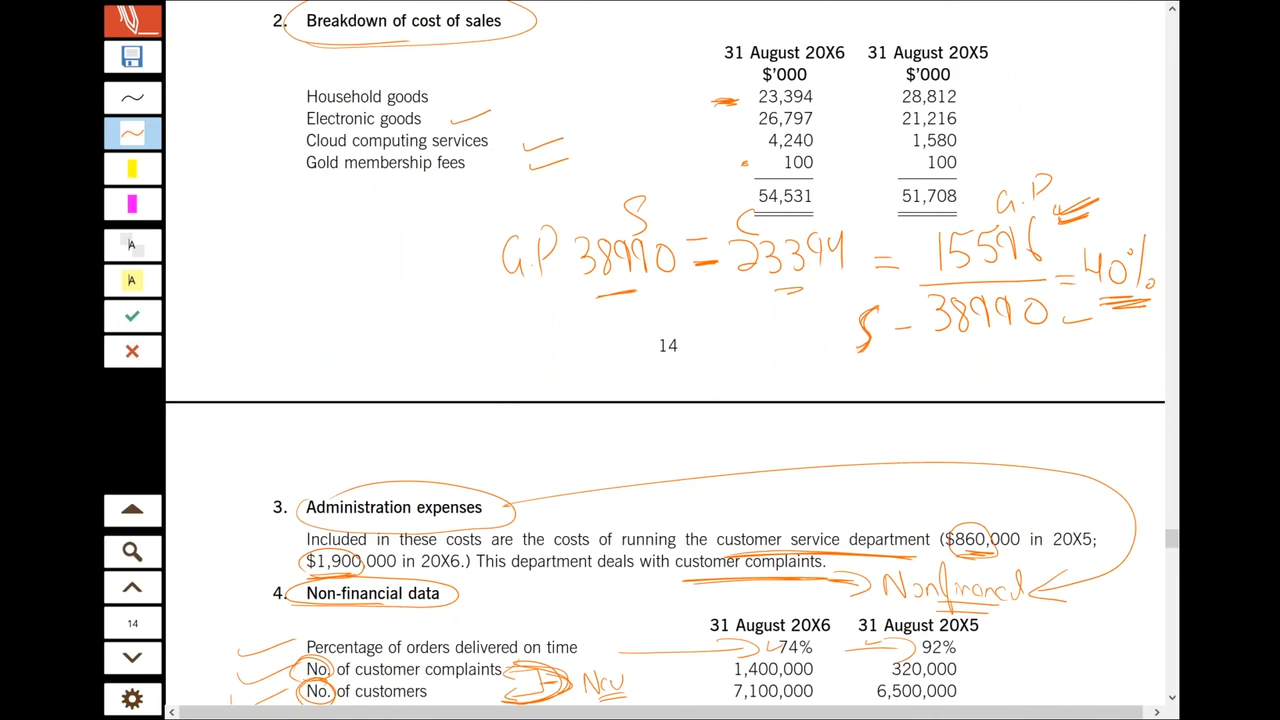 2. Breakdown of cost of sales
31 August 20X6 31 August 20X5
$'000 $'000
Household goods 23,394 28,812
Electronic goods 26,797 21,216
Cloud computing services 4,240 1,580
Gold membership fees 100 100
54,531 51,708
G.P
S C
G.P 38990 = 23394 = 15596 = 40%
S - 38990
14
3. Administration expenses
Included in these costs are the costs of running the customer service department ($860,000 in 20X5;
$1,900,000 in 20X6.) This department deals with customer complaints.
Nonfinancial
4. Non-financial data
31 August 20X6 31 August 20X5
Percentage of orders delivered on time 74% 92%
No. of customer complaints 1,400,000 320,000
No. of customers 7,100,000 6,500,000
A
A
14